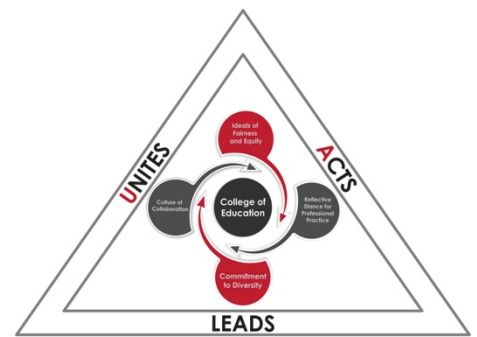 UNITES
ACTS
Ideals of
Fairness
and Equity
Culture of
Collaboration
College of
Education
Reflective
Stance for
Professional
Practice
Commitment
to Diversity
LEADS